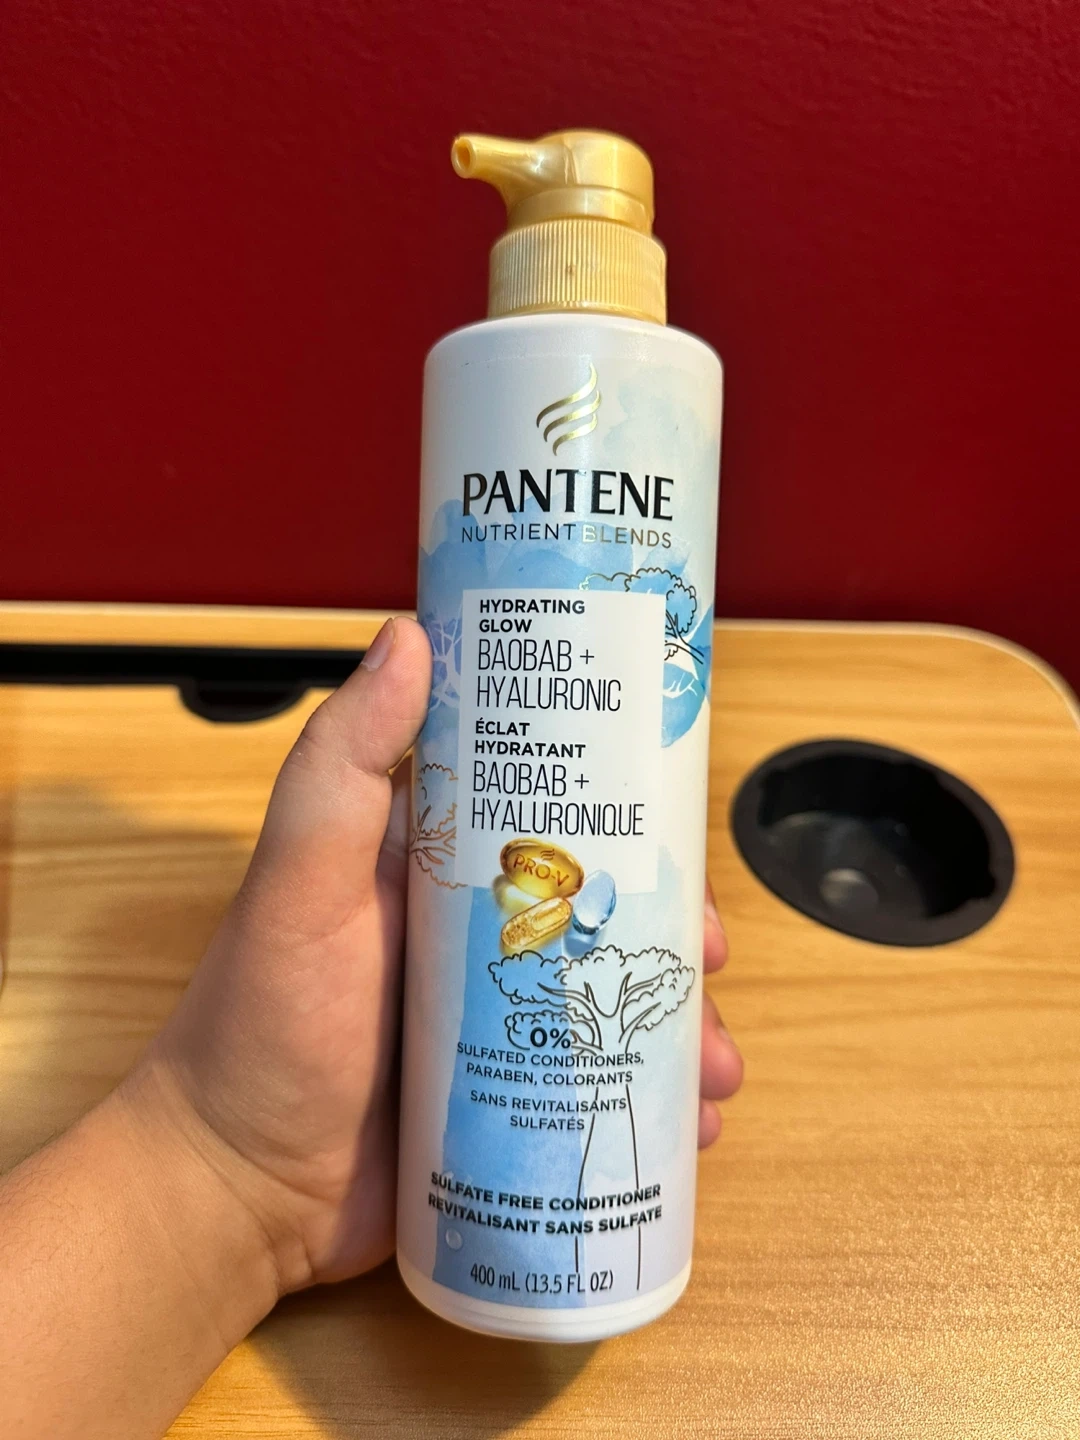 PANTENE
NUTRIENT BLENDS
HYDRATING
GLOW
BAOBAB +
HYALURONIC
ÉCLAT
HYDRATANT
BAOBAB +
HYALURONIQUE
PRO-V
0%
SULFATED CONDITIONERS,
PARABEN, COLORANTS
SANS REVITALISANTS
SULFATÉS
SULFATE FREE CONDITIONER
REVITALISANT SANS SULFATE
400 mL (13.5 FL OZ)